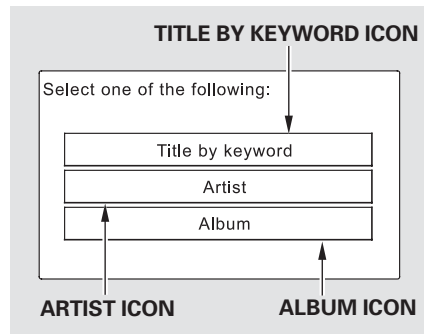 TITLE BY KEYWORD ICON
Select one of the following:
Title by keyword
Artist
Album
ARTIST ICON
ALBUM ICON